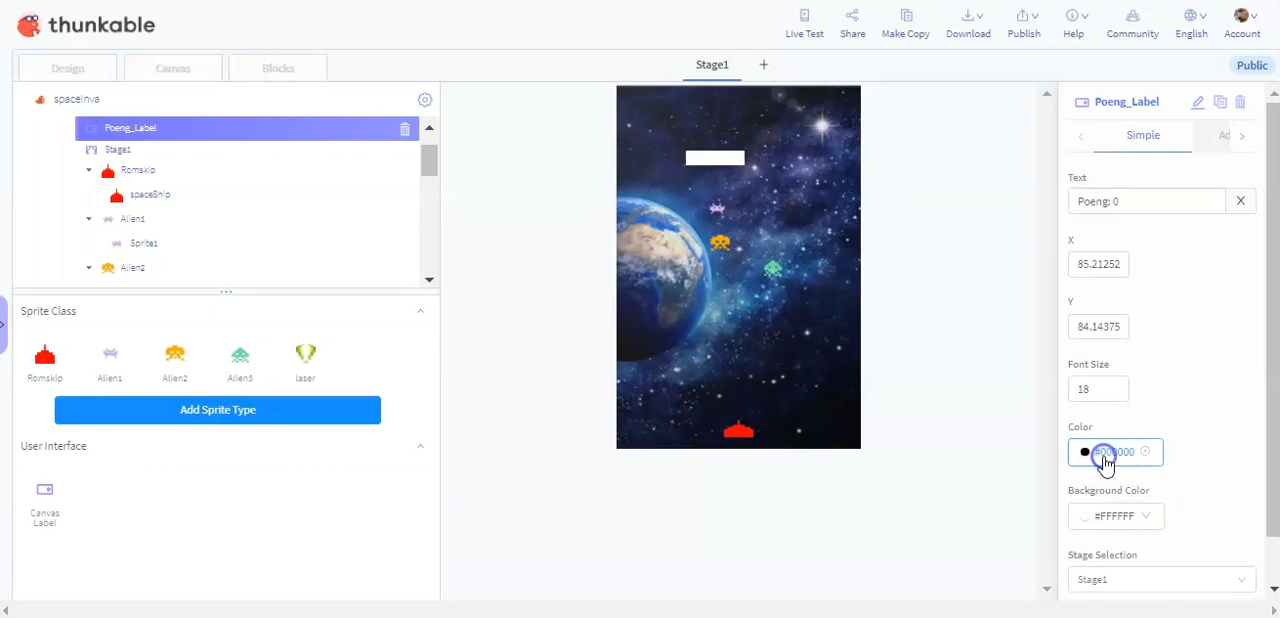 thunkable
Live Test
Share
Make Copy
Download
Publish
Help
Community
English
Account
Design
Canvas
Blocks
Stage1
+
Public
spaceInva
Poeng_Label
Stage1
Romskip
spaceShip
Alien1
Sprite1
Alien2
Sprite Class
Romskip
Alien1
Alien2
Alien3
laser
Add Sprite Type
User Interface
Canvas
Label
Poeng_Label
Simple
Ad
Text
Poeng: 0
X
X
85.21252
Y
84.14375
Font Size
18
Color
#000000
Background Color
#FFFFFF
Stage Selection
Stage1